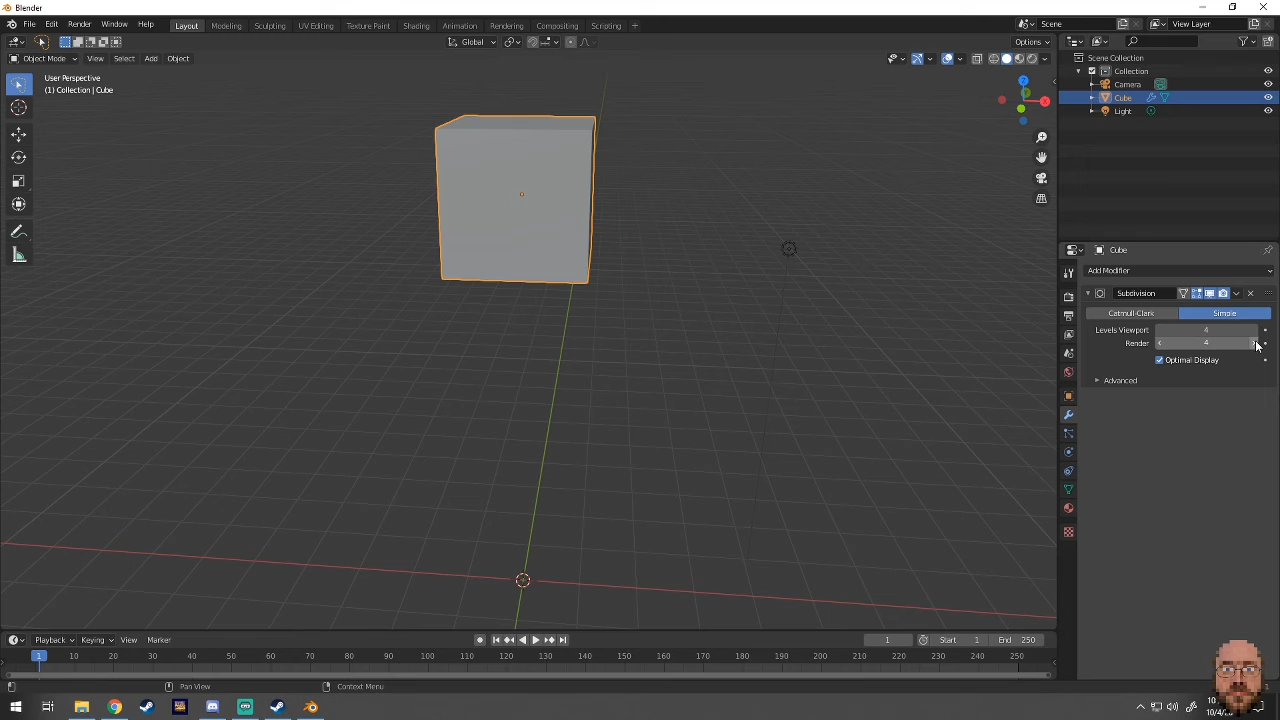 Blender
File Edit Render Window Help Layout Modeling Sculpting UV Editing Texture Paint Shading Animation Rendering Compositing Scripting + Scene View Layer
Global Options
Object Mode View Select Add Object
User Perspective
(1) Collection | Cube
Z
X
Scene Collection
Collection
Camera
Cube
Light
Cube
Add Modifier
Subdivision
Catmull-Clark Simple
Levels Viewport 4
Render 4
Optimal Display
Advanced
Playback Keying View Marker 1 Start 1 End 250
1 10 20 30 40 50 60 70 80 90 100 110 120 130 140 150 160 170 180 190 200 210 220 230 240 250
Pan View Context Menu